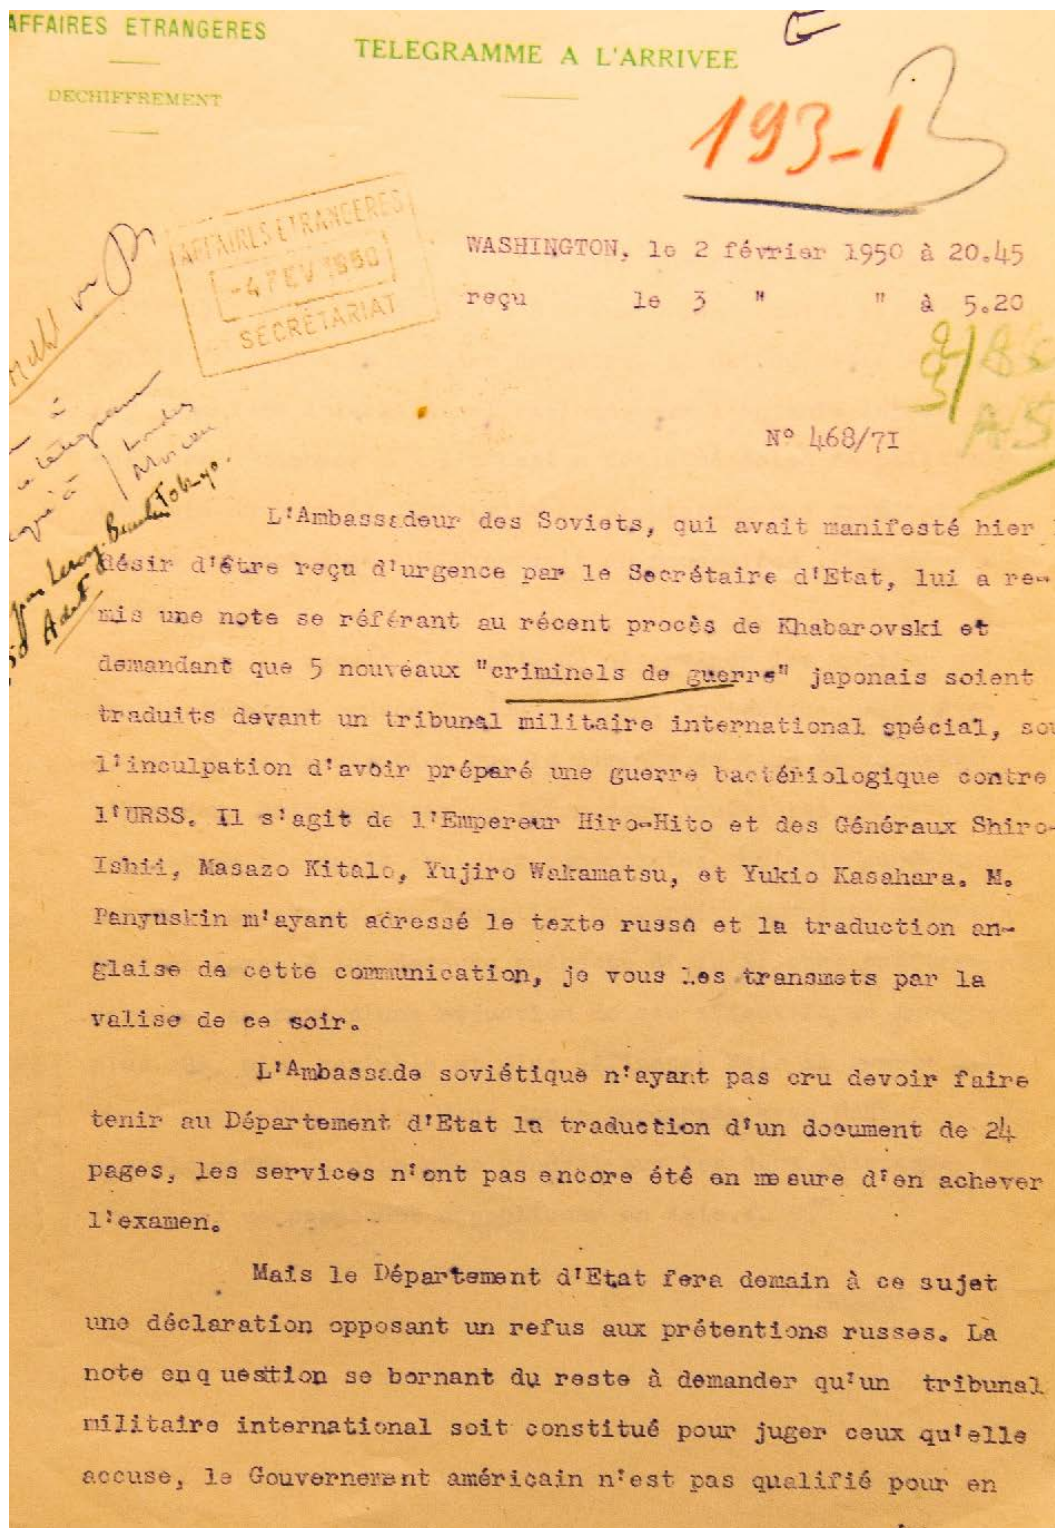 AFFAIRES ETRANGERES
TELEGRAMME A L'ARRIVEE
DECHIFFREMENT
193-1
AFFAIRES ETRANGERES
-4 FEV 1950
SECRÉTARIAT
WASHINGTON, le 2 février 1950 à 20.45
reçu le 3 " " à 5.20
N° 468/71
télégramme
Londres
Moscou
Tokyo.
L'Ambassadeur des Soviets, qui avait manifesté hier
désir d'être reçu d'urgence par le Secrétaire d'Etat, lui a re-
mis une note se référant au récent procès de Khabarovski et
demandant que 5 nouveaux "criminels de guerre" japonais soient
traduits devant un tribunal militaire international spécial, sou
l'inculpation d'avoir préparé une guerre bactériologique contre
l'URSS. Il s'agit de l'Empereur Hiro-Hito et des Généraux Shiro-
Ishii, Masazo Kitalo, Yujiro Wakamatsu, et Yukio Kasahara. M.
Panyuskin m'ayant adressé le texte russe et la traduction an-
glaise de cette communication, je vous les transmets par la
valise de ce soir.
L'Ambassade soviétique n'ayant pas cru devoir faire
tenir au Département d'Etat la traduction d'un document de 24
pages, les services n'ont pas encore été en mesure d'en achever
l'examen.
Mais le Département d'Etat fera demain à ce sujet
une déclaration opposant un refus aux prétentions russes. La
note enq uestion se bornant du reste à demander qu'un tribunal
militaire international soit constitué pour juger ceux qu'elle
accuse, le Gouvernement américain n'est pas qualifié pour en